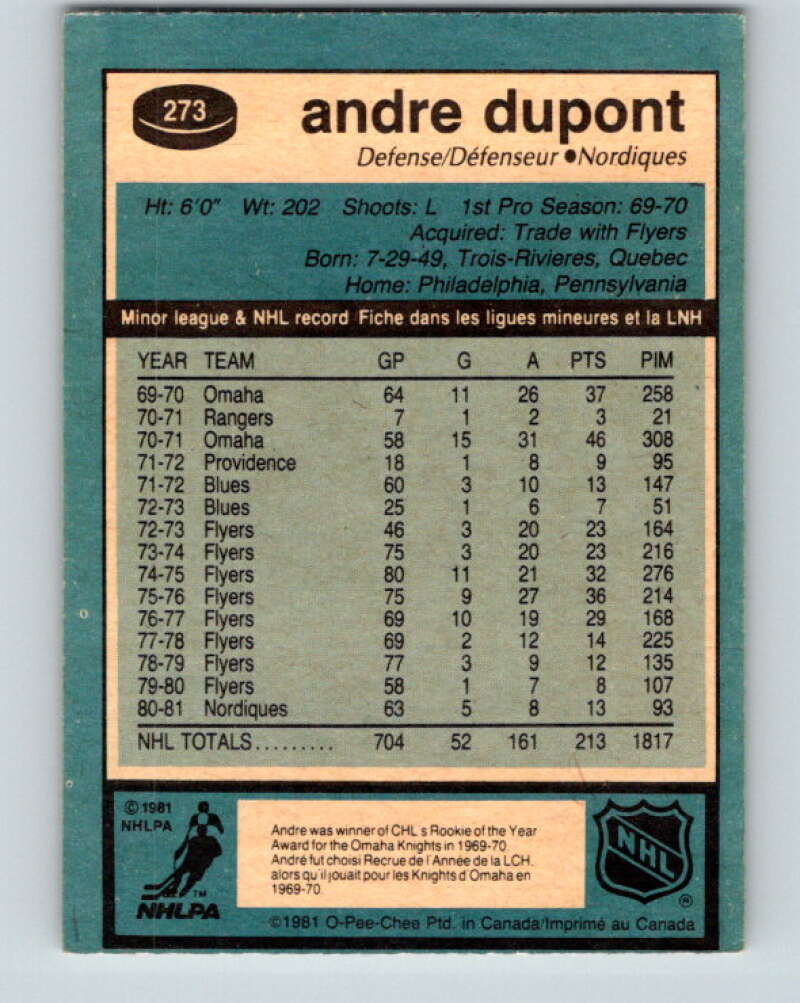 273
andre dupont
Defense/Défenseur ●Nordiques
Ht: 6'0" Wt: 202 Shoots: L 1st Pro Season: 69-70
Acquired: Trade with Flyers
Born: 7-29-49, Trois-Rivieres, Quebec
Home: Philadelphia, Pennsylvania
Minor league & NHL record Fiche dans les ligues mineures et la LNH
YEAR TEAM GP G A PTS PIM
69-70 Omaha 64 11 26 37 258
70-71 Rangers 7 1 2 3 21
70-71 Omaha 58 15 31 46 308
71-72 Providence 18 1 8 9 95
71-72 Blues 60 3 10 13 147
72-73 Blues 25 1 6 7 51
72-73 Flyers 46 3 20 23 164
73-74 Flyers 75 3 20 23 216
74-75 Flyers 80 11 21 32 276
75-76 Flyers 75 9 27 36 214
76-77 Flyers 69 10 19 29 168
77-78 Flyers 69 2 12 14 225
78-79 Flyers 77 3 9 12 135
79-80 Flyers 58 1 7 8 107
80-81 Nordiques 63 5 8 13 93
NHL TOTALS......... 704 52 161 213 1817
©1981
NHLPA
TM
NHLPA
Andre was winner of CHL's Rookie of the Year
Award for the Omaha Knights in 1969-70.
André fut choisi Recrue de l'Année de la LCH.
alors qu'il jouait pour les Knights d'Omaha en
1969-70.
NHL
®
©1981 O-Pee-Chee Ptd. in Canada/Imprimé au Canada